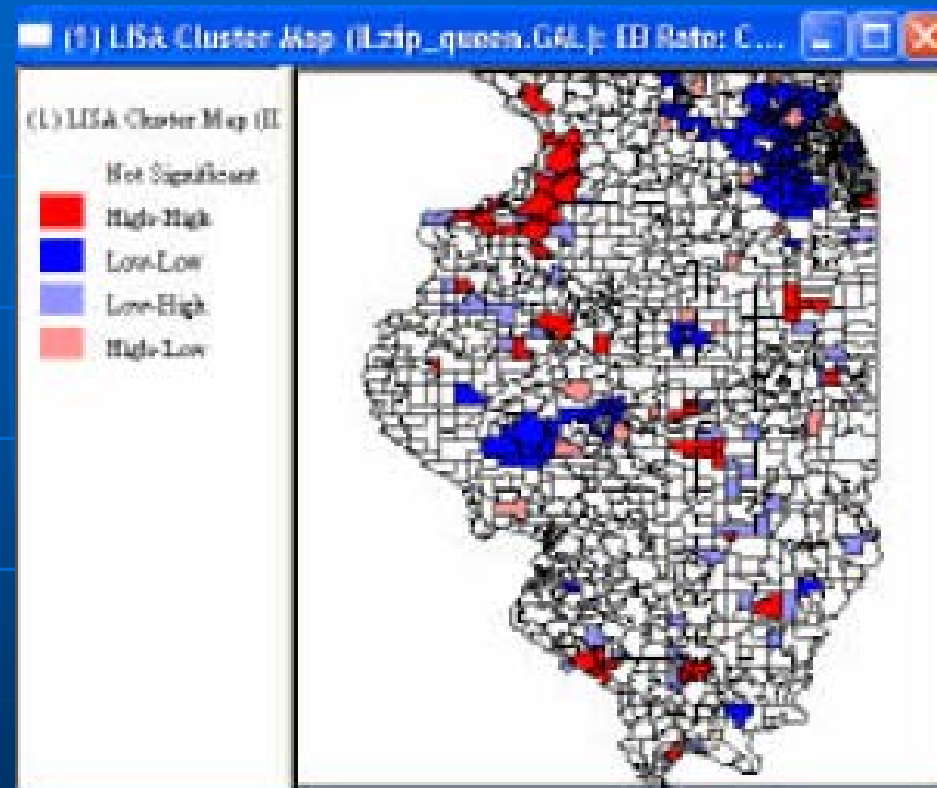 (1) LISA Cluster Map (ILzip_queen.GAL): EB Rate: C...
(1) LISA Cluster Map (IL
Not Significant
High-High
Low-Low
Low-High
High-Low